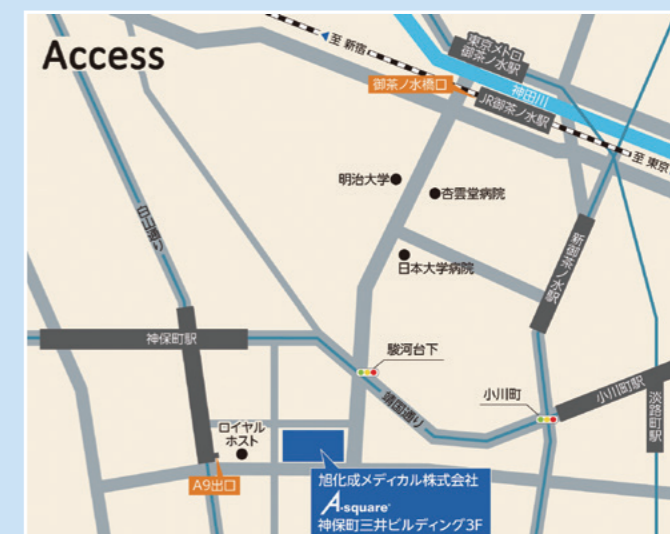 Access
至 新宿
東京メトロ
御茶ノ水駅
御茶ノ水橋口
神田川
JR御茶ノ水駅
至 東京
明治大学
杏雲堂病院
白山通り
日本大学病院
新御茶ノ水駅
神保町駅
駿河台下
靖国通り
小川町
小川町駅
淡路町駅
ロイヤル
ホスト
A9出口
旭化成メディカル株式会社
A-square
神保町三井ビルディング3F